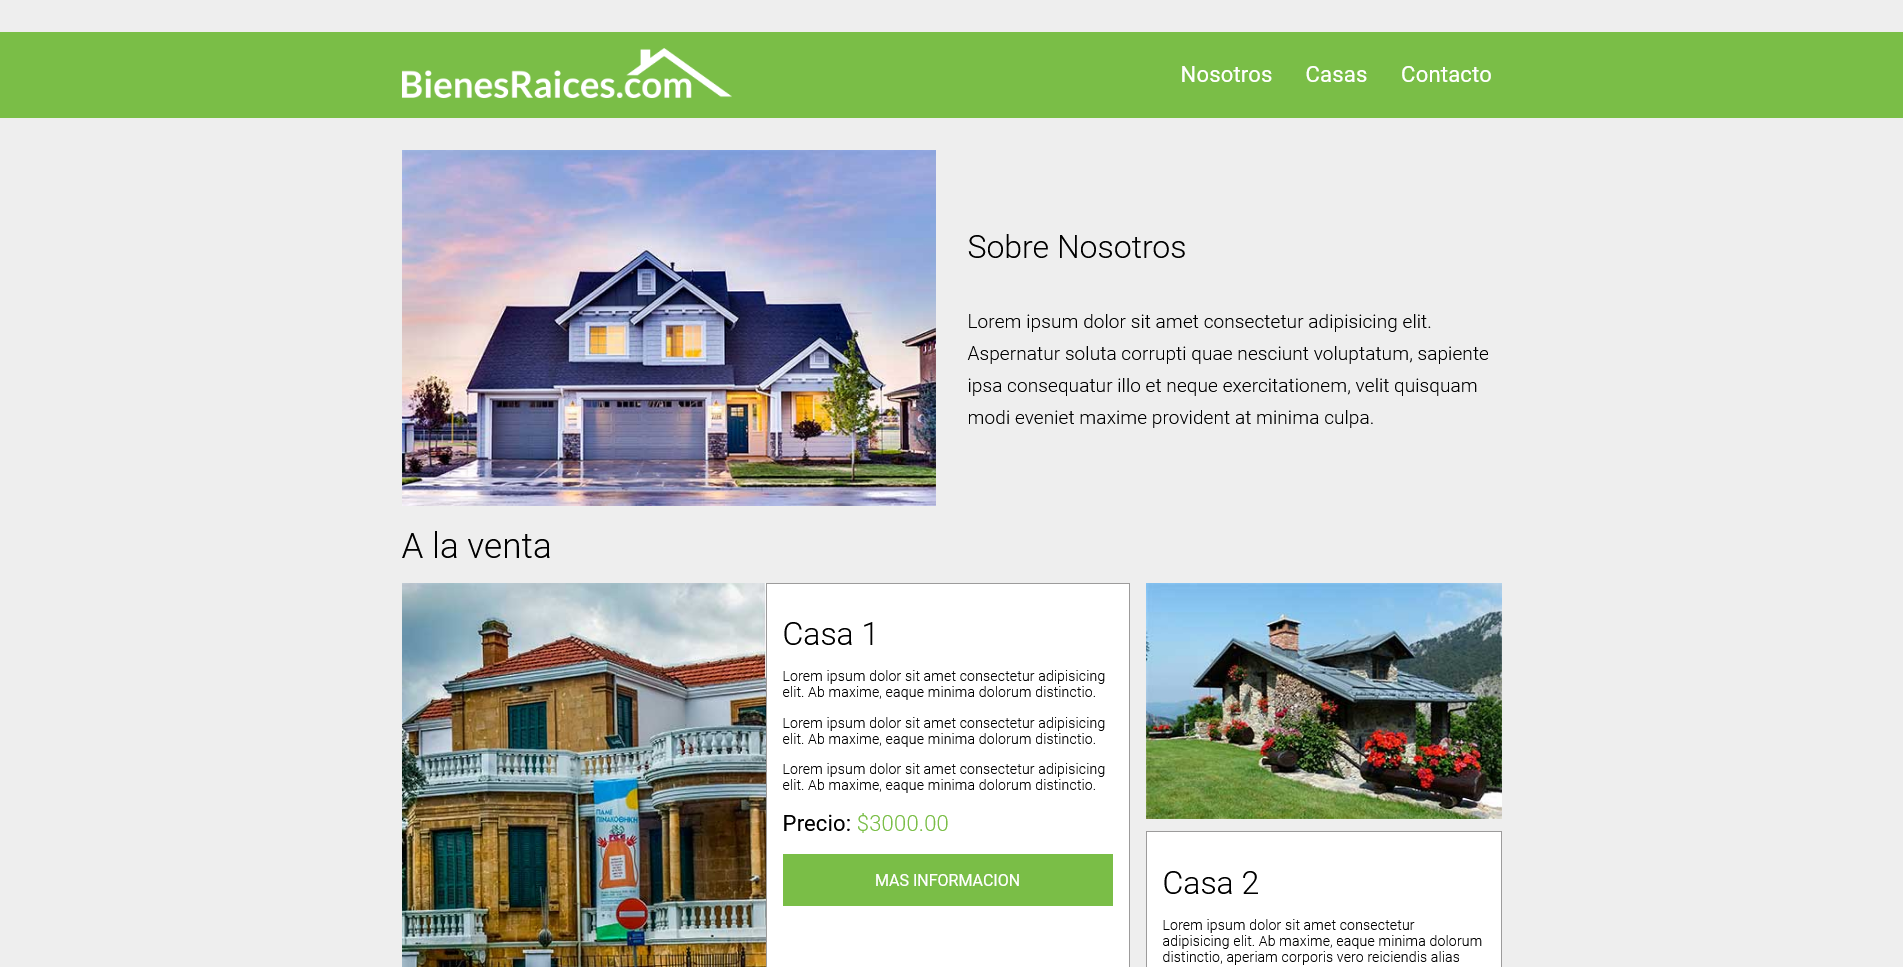 BienesRaices.com
Nosotros Casas Contacto
Sobre Nosotros
Lorem ipsum dolor sit amet consectetur adipisicing elit.
Aspernatur soluta corrupti quae nesciunt voluptatum, sapiente
ipsa consequatur illo et neque exercitationem, velit quisquam
modi eveniet maxime provident at minima culpa.
A la venta
ΠΑΜΕ
ΠΙΝΑΚΟΘΗΚΗ
Casa 1
Lorem ipsum dolor sit amet consectetur adipisicing
elit. Ab maxime, eaque minima dolorum distinctio.
Lorem ipsum dolor sit amet consectetur adipisicing
elit. Ab maxime, eaque minima dolorum distinctio.
Lorem ipsum dolor sit amet consectetur adipisicing
elit. Ab maxime, eaque minima dolorum distinctio.
Precio: $3000.00
MAS INFORMACION
Casa 2
Lorem ipsum dolor sit amet consectetur
adipisicing elit. Ab maxime, eaque minima dolorum
distinctio, aperiam corporis vero reiciendis alias